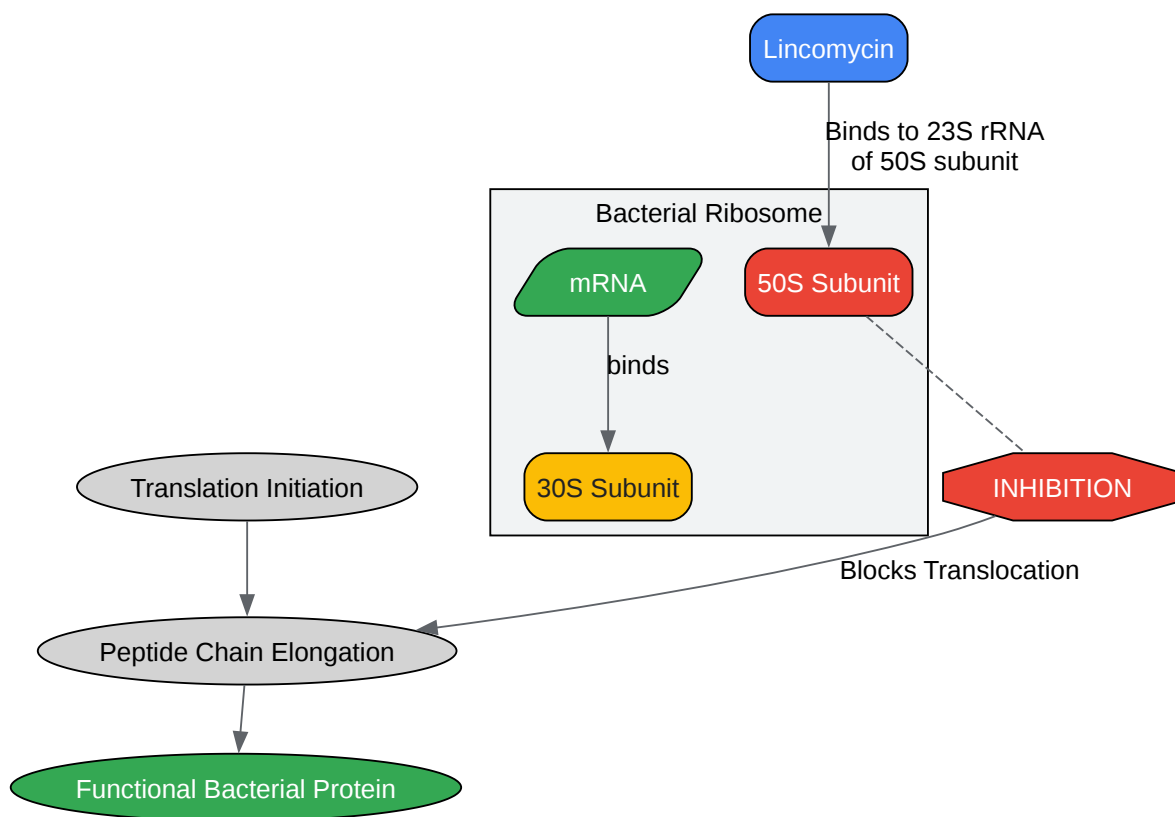 Lincomycin
Binds to 23S rRNA
of 50S subunit
Bacterial Ribosome
mRNA
50S Subunit
binds
Translation Initiation
30S Subunit
INHIBITION
Blocks Translocation
Peptide Chain Elongation
Functional Bacterial Protein